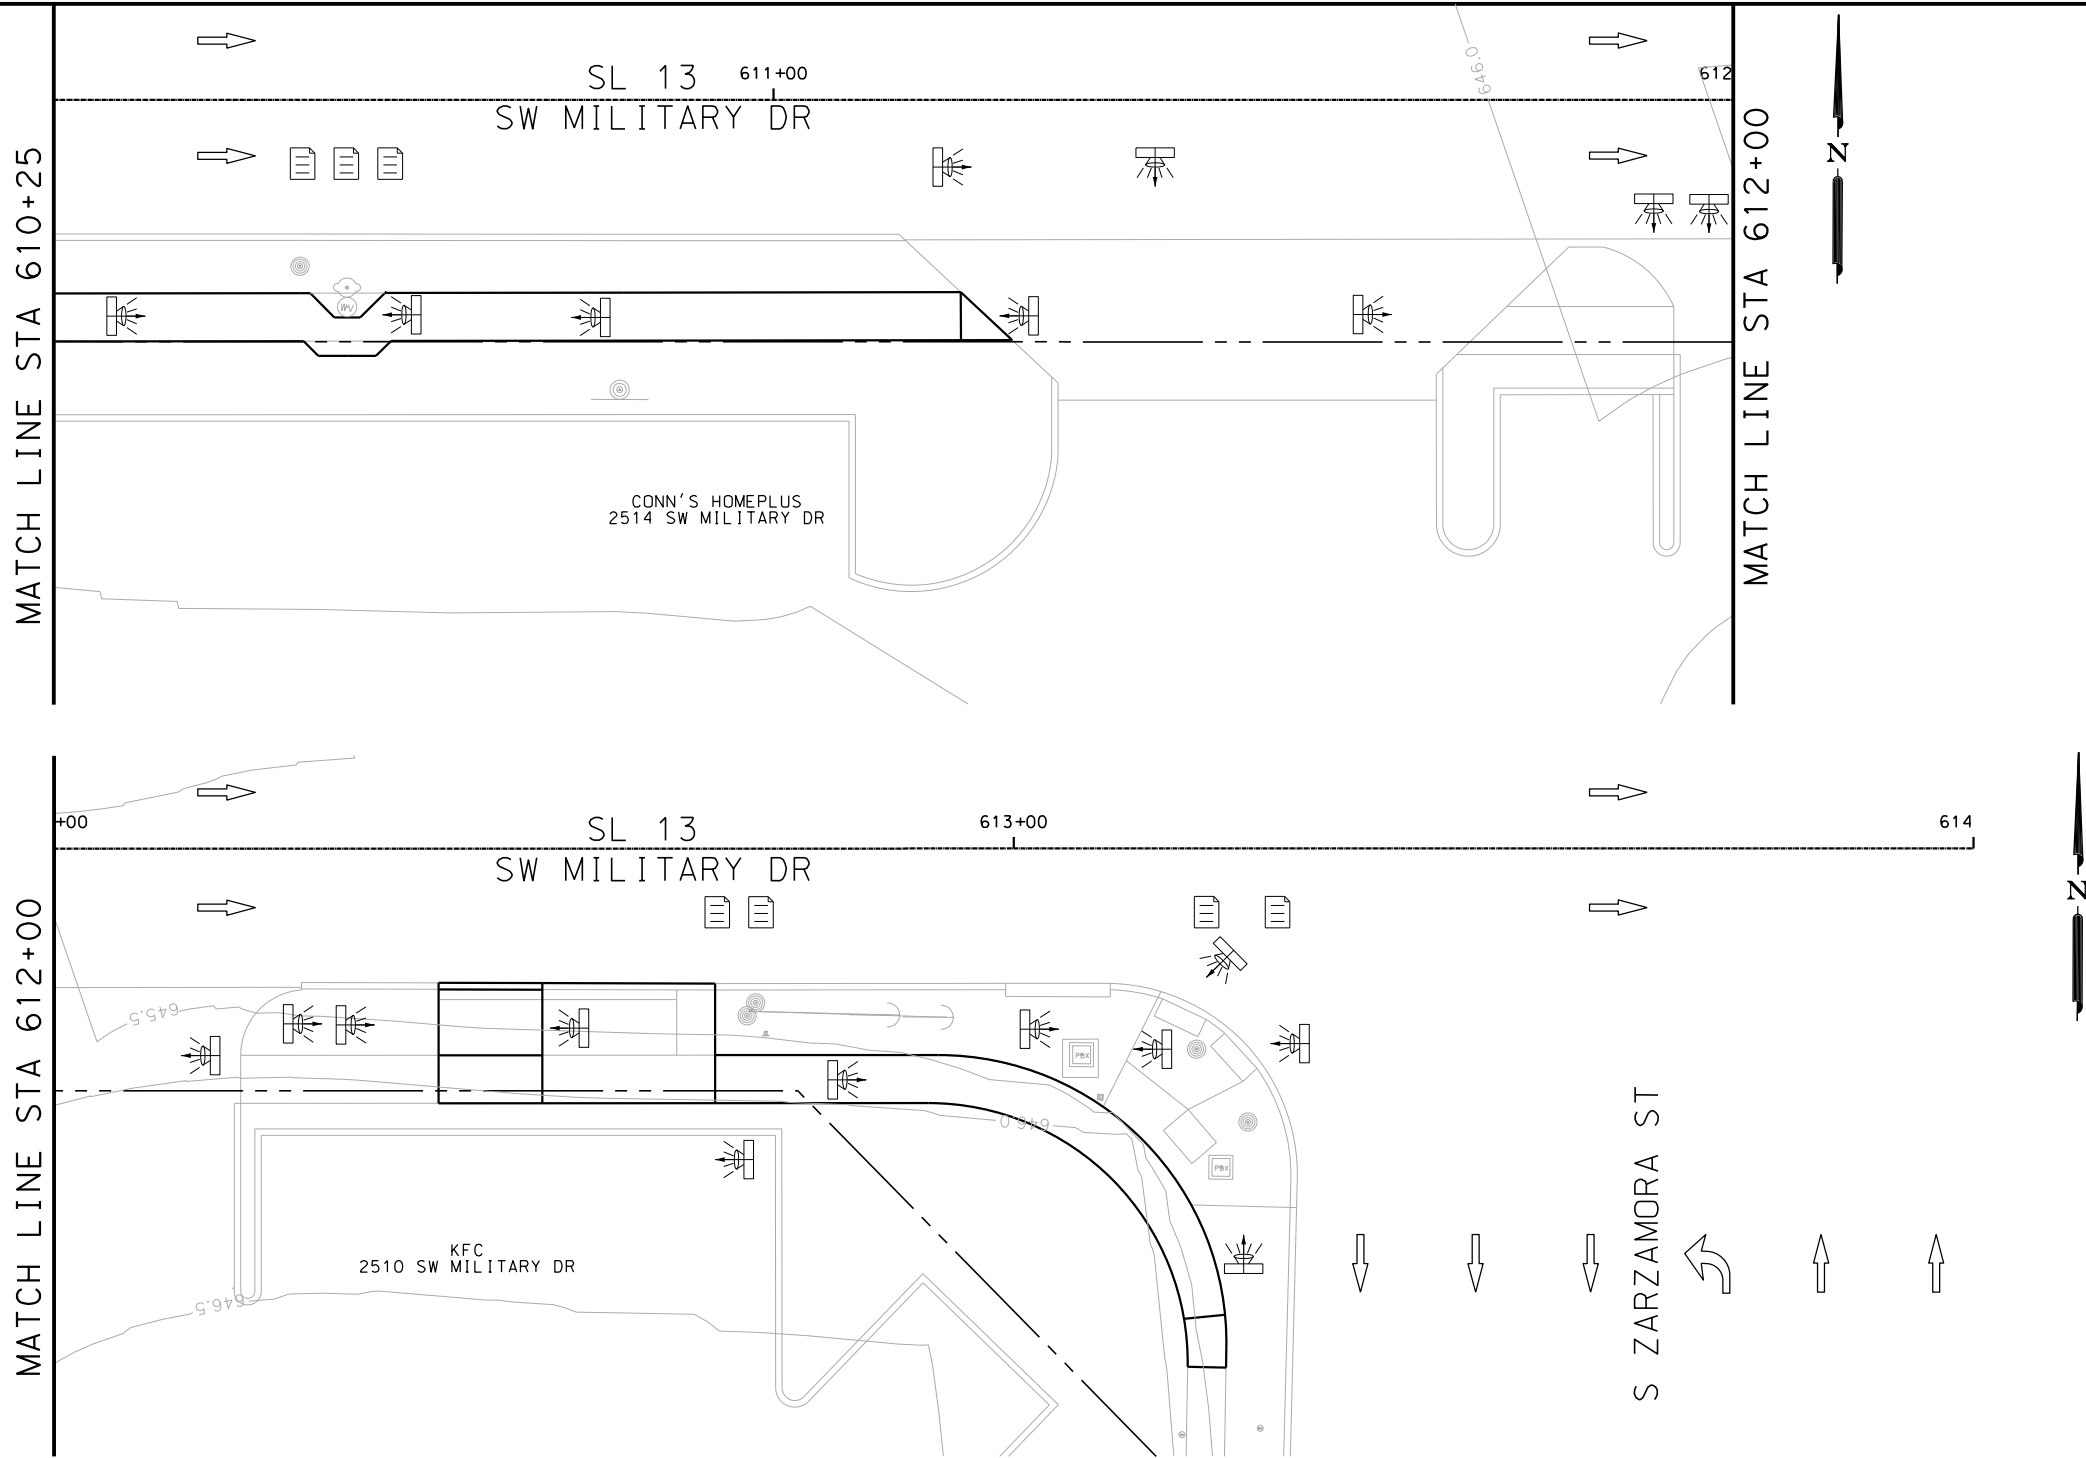 SL 13
611+00
612
646.0
SW MILITARY DR
MATCH LINE STA 610+25
MATCH LINE STA 612+00
N
WV
CONN'S HOMEPLUS
2514 SW MILITARY DR
+00
SL 13
613+00
614
SW MILITARY DR
MATCH LINE STA 612+00
N
645.5
PBX
646.0
PBX
KFC
2510 SW MILITARY DR
646.5
S ZARZAMORA ST